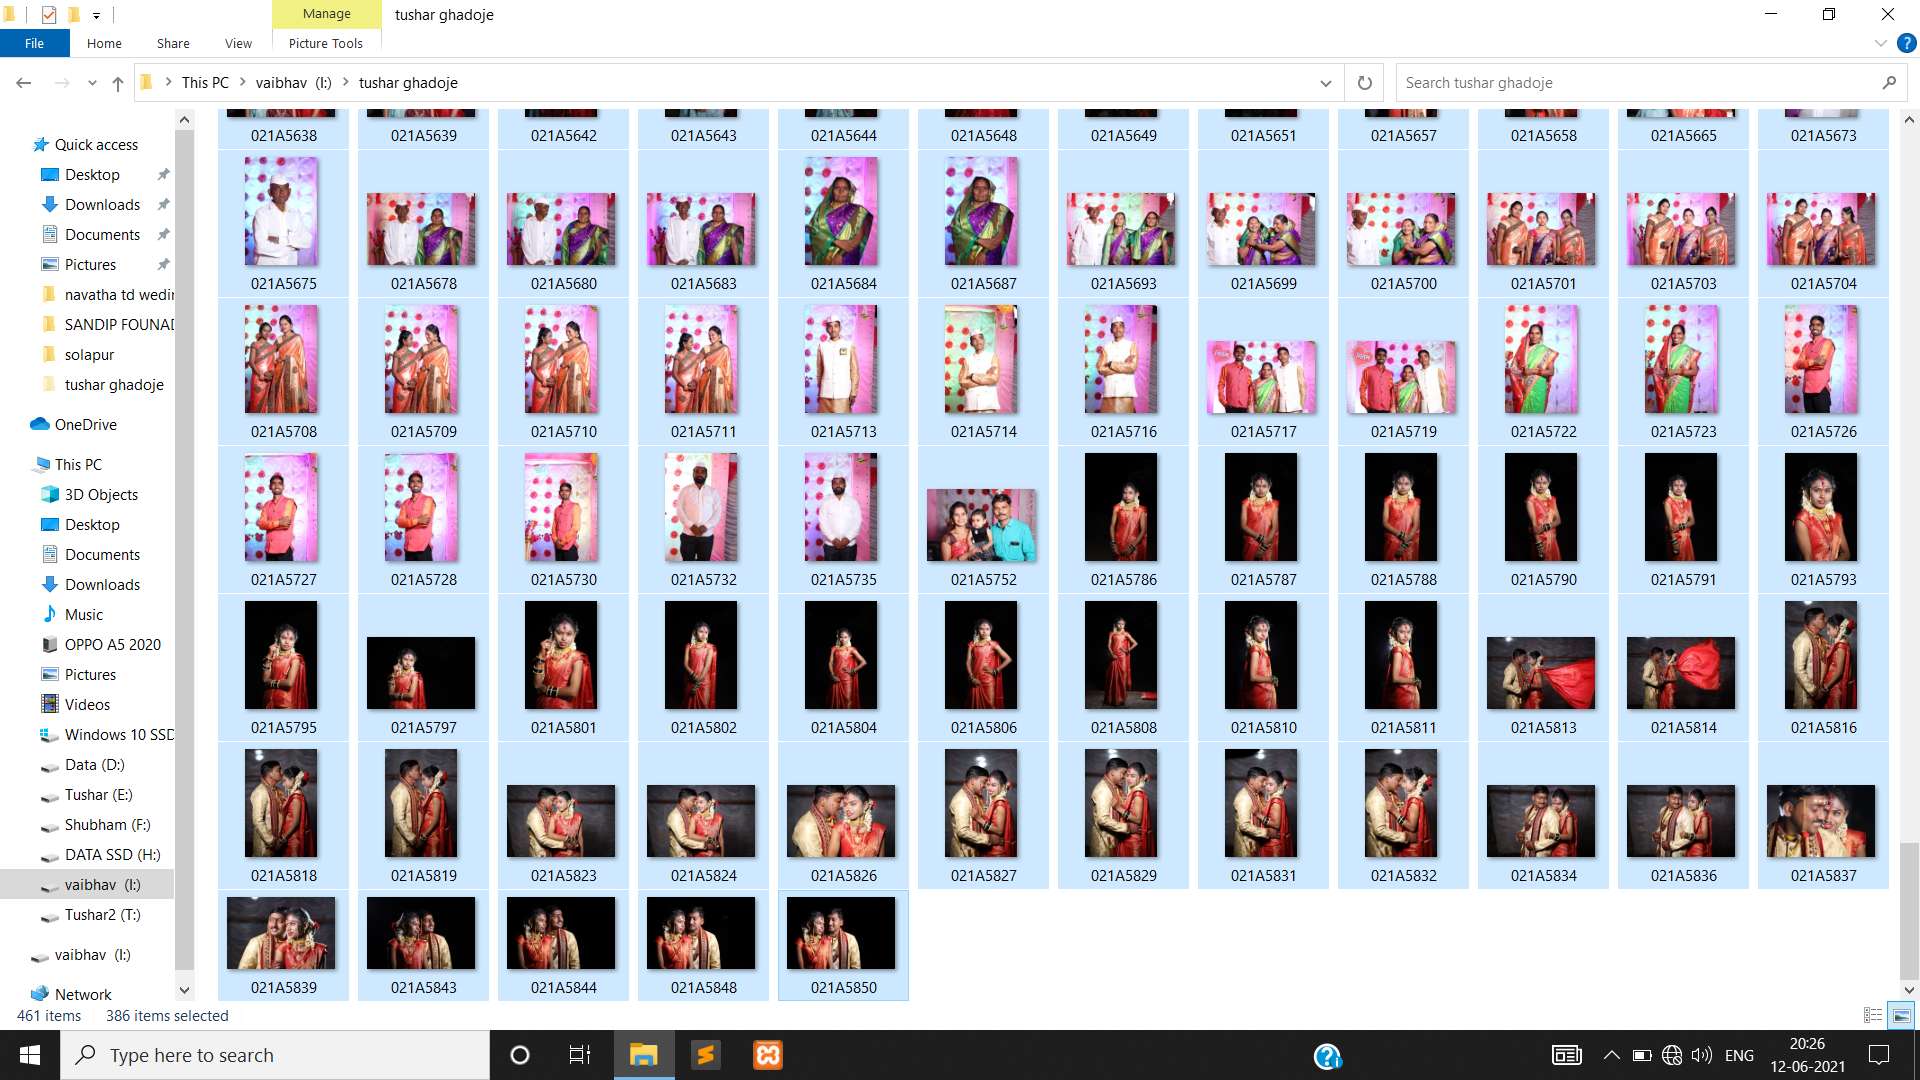 Manage
tushar ghadoje
File
Home
Share
View
Picture Tools
This PC
vaibhav (I:)
tushar ghadoje
Search tushar ghadoje
Quick access
Desktop
Downloads
Documents
Pictures
navatha td wedin
SANDIP FOUNAD
solapur
tushar ghadoje
OneDrive
This PC
3D Objects
Desktop
Documents
Downloads
Music
OPPO A5 2020
Pictures
Videos
Windows 10 SSD
Data (D:)
Tushar (E:)
Shubham (F:)
DATA SSD (H:)
vaibhav (I:)
Tushar2 (T:)
vaibhav (I:)
Network
021A5638 021A5639 021A5642 021A5643 021A5644 021A5648 021A5649 021A5651 021A5657 021A5658 021A5665 021A5673
021A5675 021A5678 021A5680 021A5683 021A5684 021A5687 021A5693 021A5699 021A5700 021A5701 021A5703 021A5704
021A5708 021A5709 021A5710 021A5711 021A5713 021A5714 021A5716 021A5717 021A5719 021A5722 021A5723 021A5726
021A5727 021A5728 021A5730 021A5732 021A5735 021A5752 021A5786 021A5787 021A5788 021A5790 021A5791 021A5793
021A5795 021A5797 021A5801 021A5802 021A5804 021A5806 021A5808 021A5810 021A5811 021A5813 021A5814 021A5816
021A5818 021A5819 021A5823 021A5824 021A5826 021A5827 021A5829 021A5831 021A5832 021A5834 021A5836 021A5837
021A5839 021A5843 021A5844 021A5848 021A5850
461 items 386 items selected
Type here to search
ENG
20:26
12-06-2021